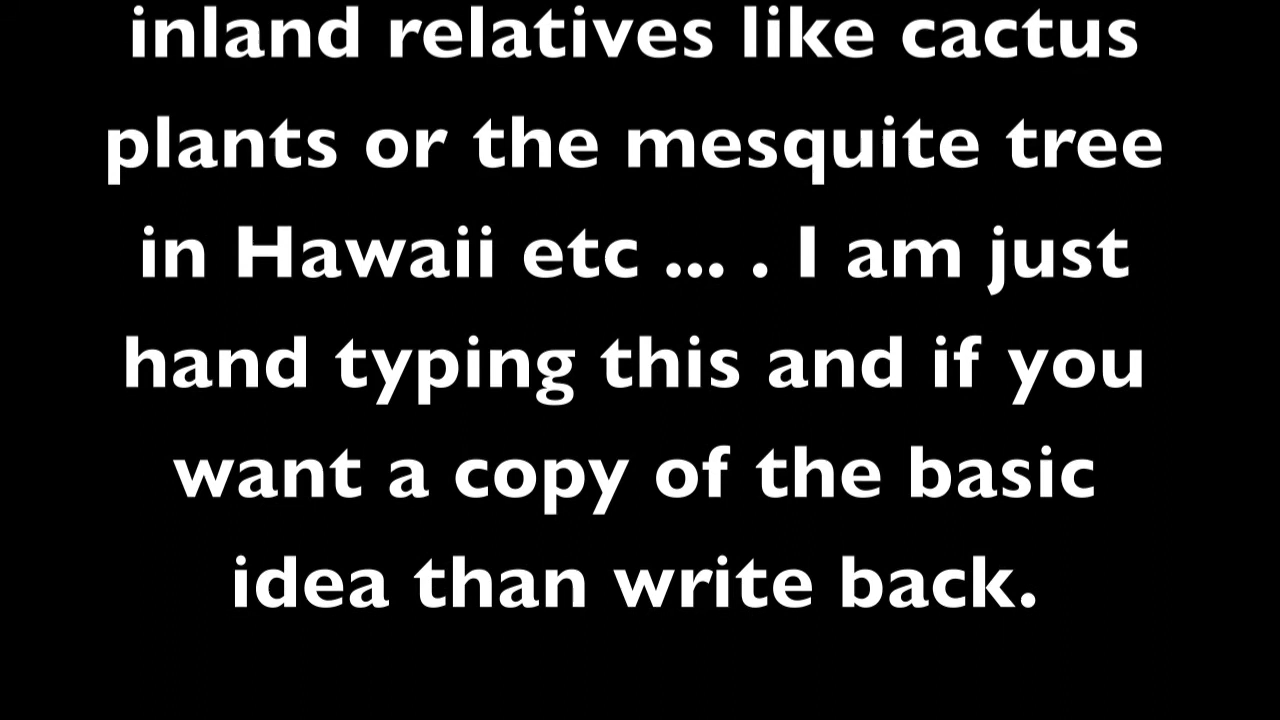 inland relatives like cactus
plants or the mesquite tree
in Hawaii etc ... . I am just
hand typing this and if you
want a copy of the basic
idea than write back.